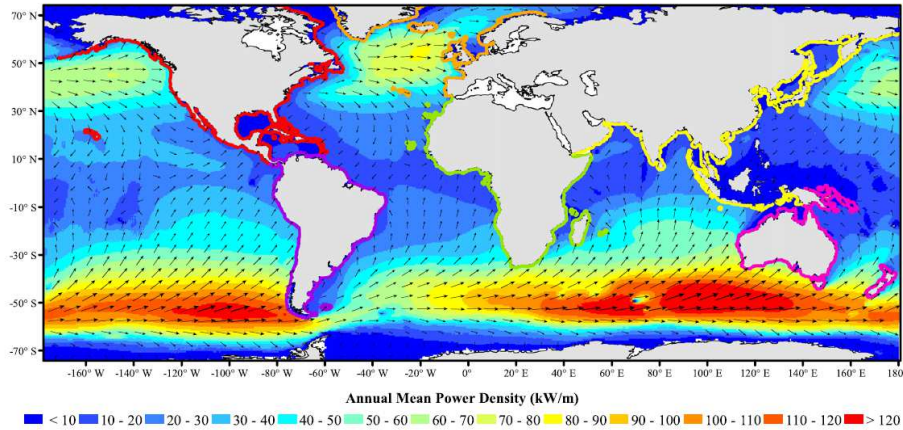 70° N
50° N
30° N
10° N
-10° N
-30° N
-50° N
-70° N
-160° W -140° W -120° W -100° W -80° W -60° W -40° W -20° W 0° 20° E 40° E 60° E 80° E 100° E 120° E 140° E 160° E 180
Annual Mean Power Density (kW/m)
< 10 10 - 20 20 - 30 30 - 40 40 - 50 50 - 60 60 - 70 70 - 80 80 - 90 90 - 100 100 - 110 110 - 120 > 120